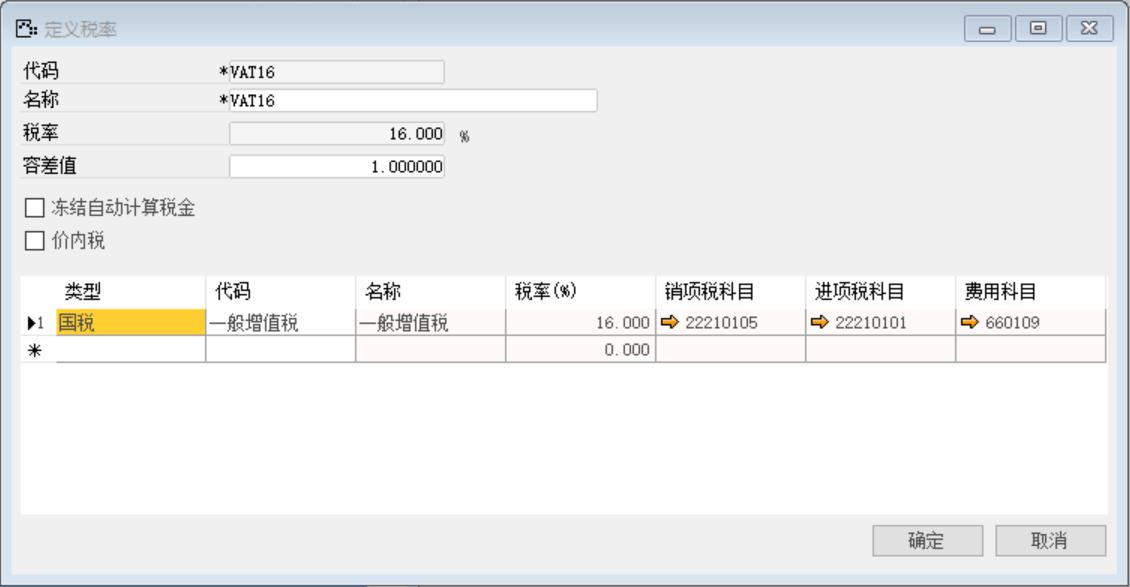 定义税率
代码 *VAT16
名称 *VAT16
税率 16.000 %
容差值 1.000000
冻结自动计算税金
价内税
类型 代码 名称 税率(%) 销项税科目 进项税科目 费用科目
1 国税 一般增值税 一般增值税 16.000 22210105 22210101 660109
* 0.000
确定 取消